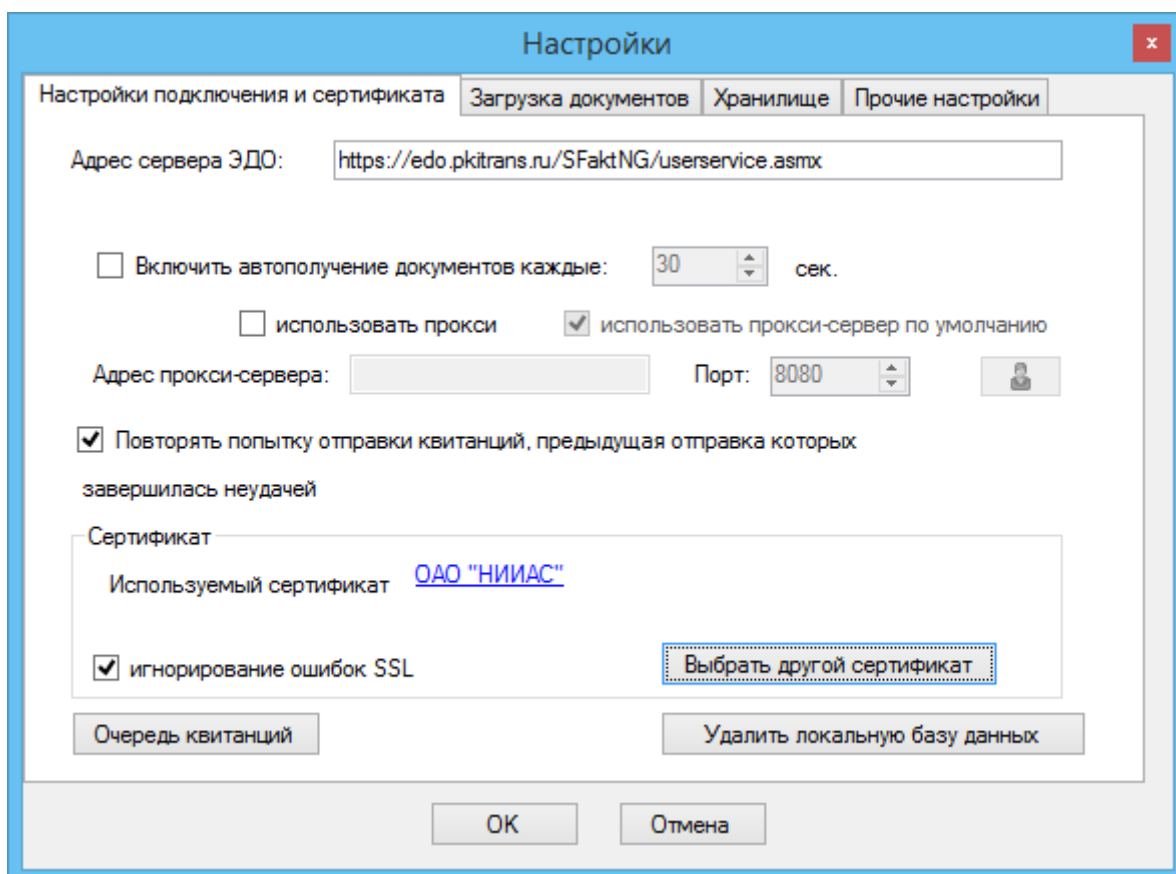 Настройки
x
Настройки подключения и сертификата Загрузка документов Хранилище Прочие настройки
Адрес сервера ЭДО: https://edo.pkitrans.ru/SFaktNG/userservice.asmx
Включить автополучение документов каждые: 30 сек.
использовать прокси использовать прокси-сервер по умолчанию
Адрес прокси-сервера: Порт: 8080
Повторять попытку отправки квитанций, предыдущая отправка которых
завершилась неудачей
Сертификат
Используемый сертификат ОАО "НИИАС"
игнорирование ошибок SSL Выбрать другой сертификат
Очередь квитанций Удалить локальную базу данных
OK Отмена